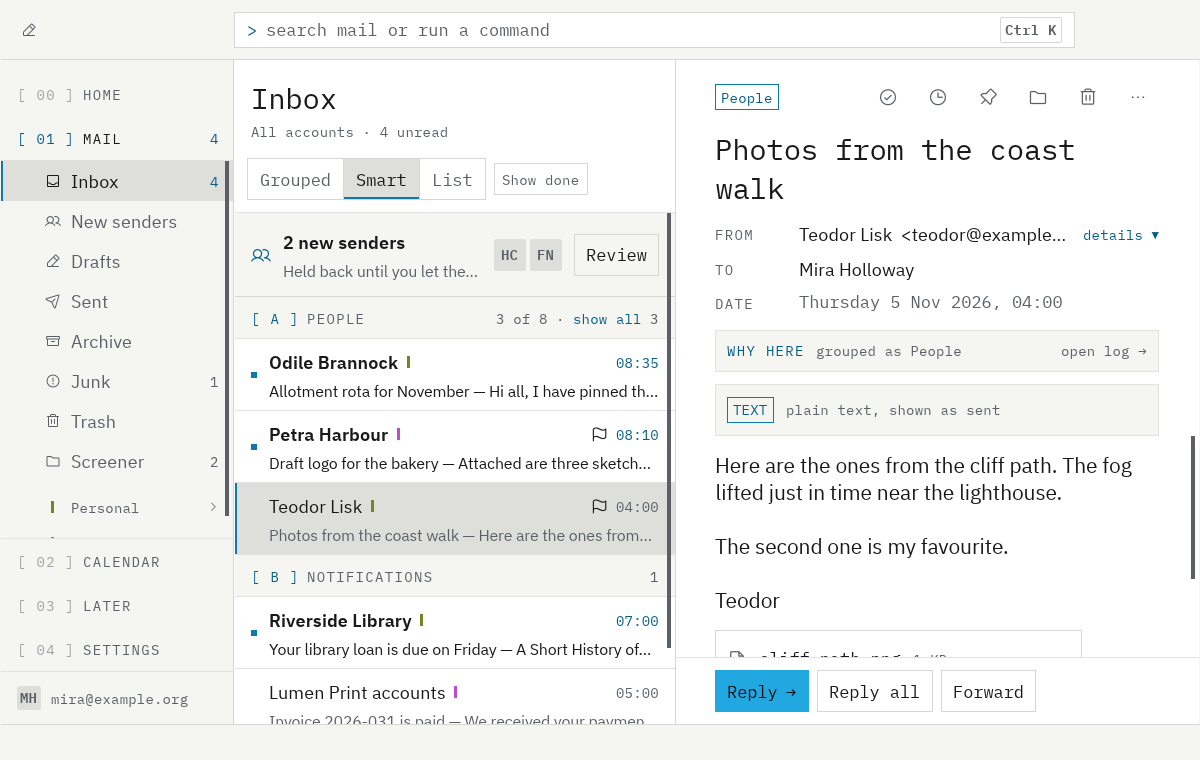 > search mail or run a command
Ctrl K
[ 00 ] HOME
[ 01 ] MAIL 4
Inbox 4
New senders
Drafts
Sent
Archive
Junk 1
Trash
Screener 2
Personal
[ 02 ] CALENDAR
[ 03 ] LATER
[ 04 ] SETTINGS
MH mira@example.org
Inbox
All accounts · 4 unread
Grouped Smart List Show done
2 new senders
Held back until you let the...
HC FN Review
[ A ] PEOPLE 3 of 8 · show all 3
Odile Brannock 08:35
Allotment rota for November — Hi all, I have pinned th...
Petra Harbour 08:10
Draft logo for the bakery — Attached are three sketch...
Teodor Lisk 04:00
Photos from the coast walk — Here are the ones from...
[ B ] NOTIFICATIONS 1
Riverside Library 07:00
Your library loan is due on Friday — A Short History of...
Lumen Print accounts 05:00
Invoice 2026-031 is paid — We received your paymen
People
Photos from the coast
walk
FROM Teodor Lisk <teodor@example... details ▼
TO Mira Holloway
DATE Thursday 5 Nov 2026, 04:00
WHY HERE grouped as People open log →
TEXT plain text, shown as sent
Here are the ones from the cliff path. The fog
lifted just in time near the lighthouse.
The second one is my favourite.
Teodor
Reply → Reply all Forward